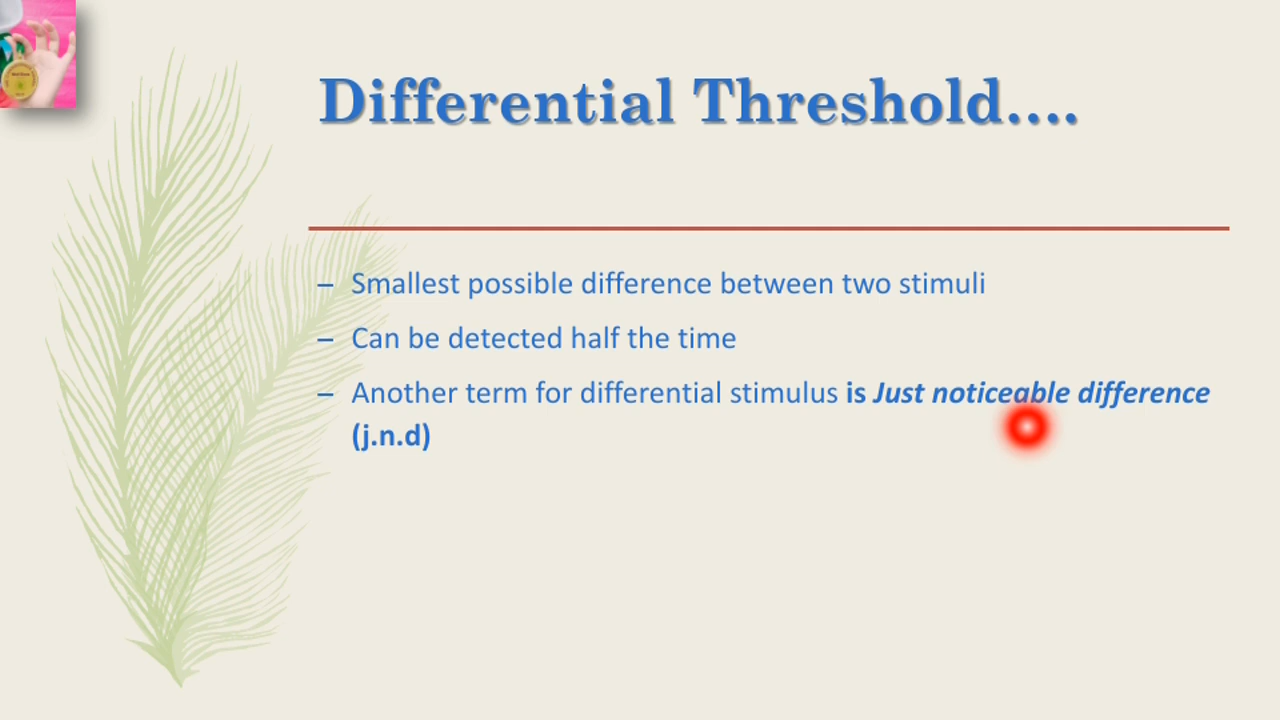 Differential Threshold....
– Smallest possible difference between two stimuli
– Can be detected half the time
– Another term for differential stimulus is Just noticeable difference
(j.n.d)